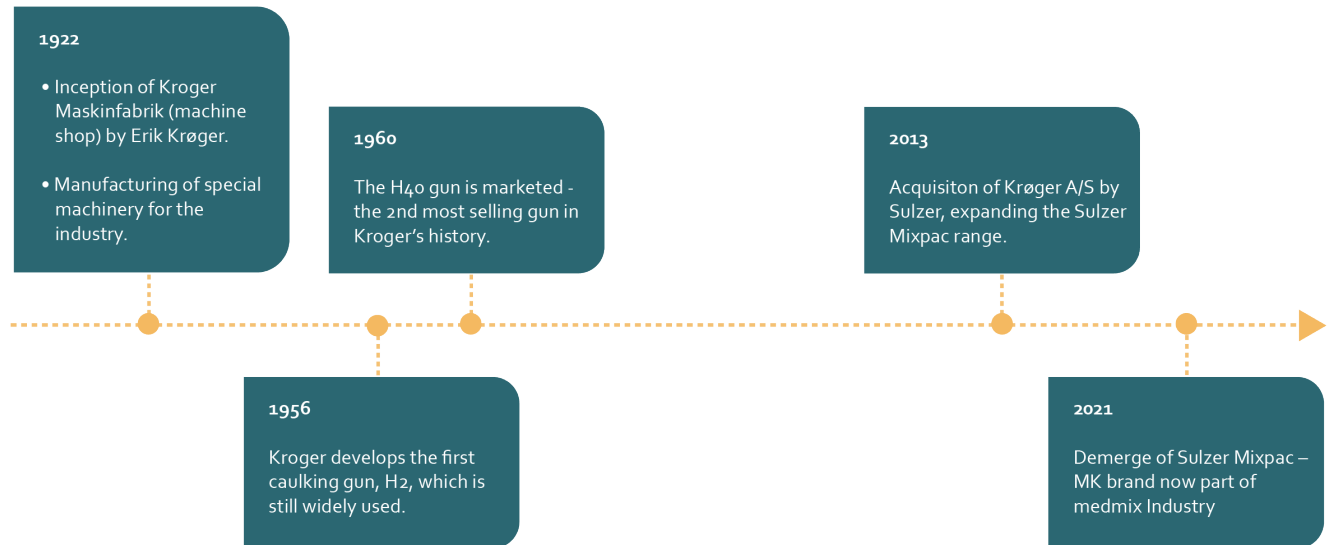 1922
• Inception of Kroger
Maskinfabrik (machine
shop) by Erik Krøger.
• Manufacturing of special
machinery for the
industry.
1956
Kroger develops the first
caulking gun, H2, which is
still widely used.
1960
The H40 gun is marketed -
the 2nd most selling gun in
Kroger’s history.
2013
Acquisiton of Krøger A/S by
Sulzer, expanding the Sulzer
Mixpac range.
2021
Demerge of Sulzer Mixpac –
MK brand now part of
medmix Industry